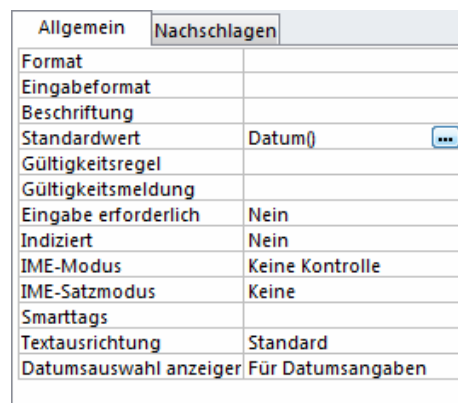 Allgemein Nachschlagen
Format
Eingabeformat
Beschriftung
Standardwert Datum() ...
Gültigkeitsregel
Gültigkeitsmeldung
Eingabe erforderlich Nein
Indiziert Nein
IME-Modus Keine Kontrolle
IME-Satzmodus Keine
Smarttags
Textausrichtung Standard
Datumsauswahl anzeiger Für Datumsangaben